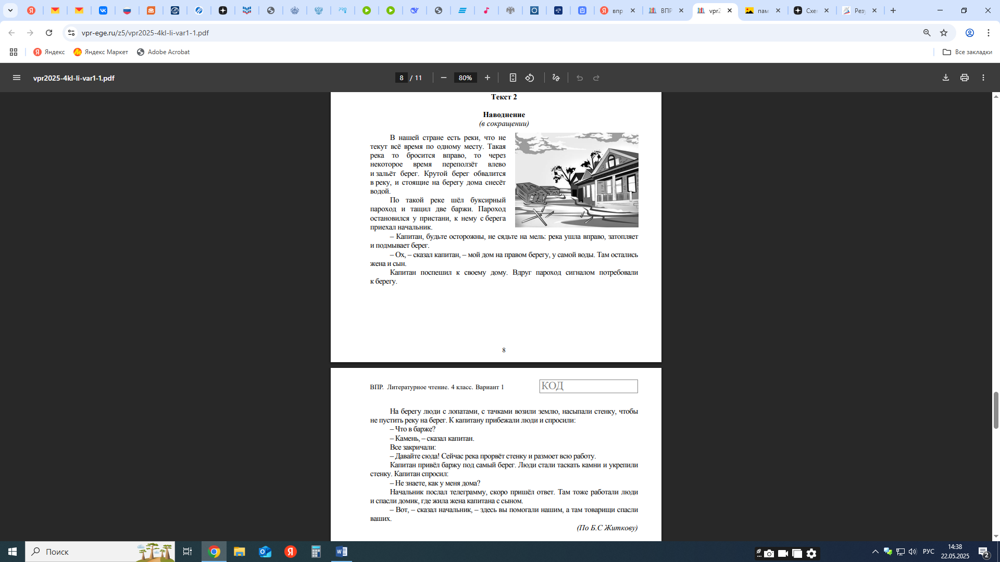 впр
ВПР
vpr2
пам
Схе
Рез
vpr-ege.ru/z5/vpr2025-4kl-li-var1-1.pdf
Яндекс
Яндекс Маркет
Adobe Acrobat
Все закладки
vpr2025-4kl-li-var1-1.pdf
8 / 11
80%
Текст 2
Наводнение
(в сокращении)
В нашей стране есть реки, что не
текут всё время по одному месту. Такая
река то бросится вправо, то через
некоторое время переползёт влево
и зальёт берег. Крутой берег обвалится
в реку, и стоящие на берегу дома снесёт
водой.
По такой реке шёл буксирный
пароход и тащил две баржи. Пароход
остановился у пристани, к нему с берега
приехал начальник.
– Капитан, будьте осторожны, не сядьте на мель: река ушла вправо, затопляет
и подмывает берег.
– Ох, – сказал капитан, – мой дом на правом берегу, у самой воды. Там остались
жена и сын.
Капитан поспешил к своему дому. Вдруг пароход сигналом потребовали
к берегу.
8
ВПР. Литературное чтение. 4 класс. Вариант 1
КОД
На берегу люди с лопатами, с тачками возили землю, насыпали стенку, чтобы
не пустить реку на берег. К капитану прибежали люди и спросили:
– Что в барже?
– Камень, – сказал капитан.
Все закричали:
– Давайте сюда! Сейчас река прорвёт стенку и размоет всю работу.
Капитан привёл баржу под самый берег. Люди стали таскать камни и укрепили
стенку. Капитан спросил:
– Не знаете, как у меня дома?
Начальник послал телеграмму, скоро пришёл ответ. Там тоже работали люди
и спасли домик, где жила жена капитана с сыном.
– Вот, – сказал начальник, – здесь вы помогали нашим, а там товарищи спасли
ваших.
(По Б.С Житкову)
Поиск
РУС
14:38
22.05.2025
2